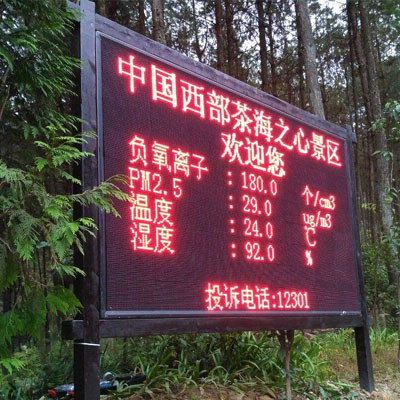 中国西部茶海之心景区
欢迎您
负氧离子 : 180.0 个/cm3
PM2.5 : 29.0 ug/m3
温度 : 24.0 ℃
湿度 : 92.0 %
投诉电话:12301